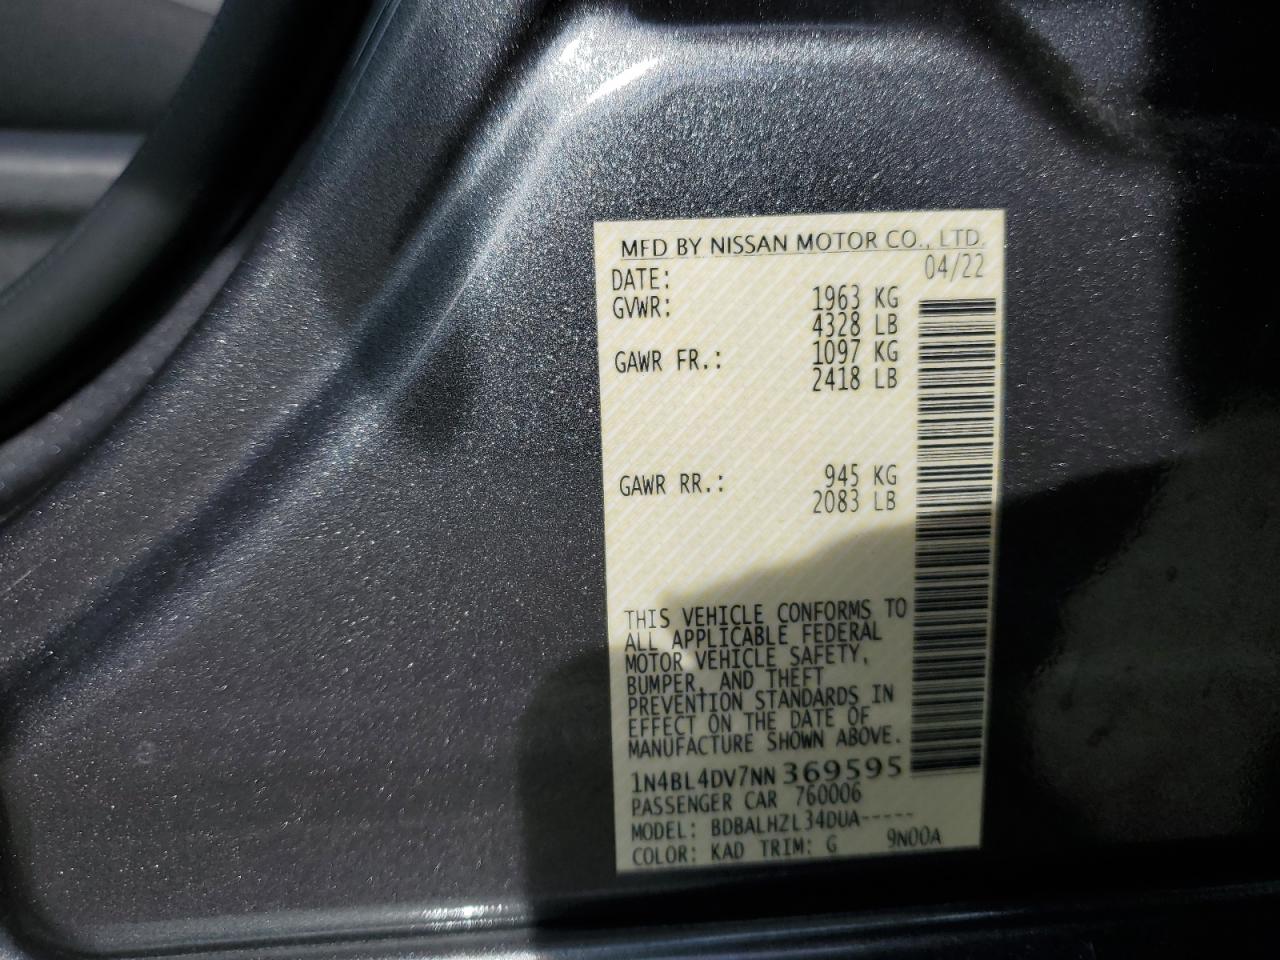 MFD BY NISSAN MOTOR CO., LTD.
DATE: 04/22
GVWR: 1963 KG
4328 LB
GAWR FR.: 1097 KG
2418 LB
GAWR RR.: 945 KG
2083 LB
THIS VEHICLE CONFORMS TO
ALL APPLICABLE FEDERAL
MOTOR VEHICLE SAFETY,
BUMPER, AND THEFT
PREVENTION STANDARDS IN
EFFECT ON THE DATE OF
MANUFACTURE SHOWN ABOVE.
1N4BL4DV7NN369595
PASSENGER CAR 760006
MODEL: BDBALHZL34DUA-----
COLOR: KAD TRIM: G 9N00A